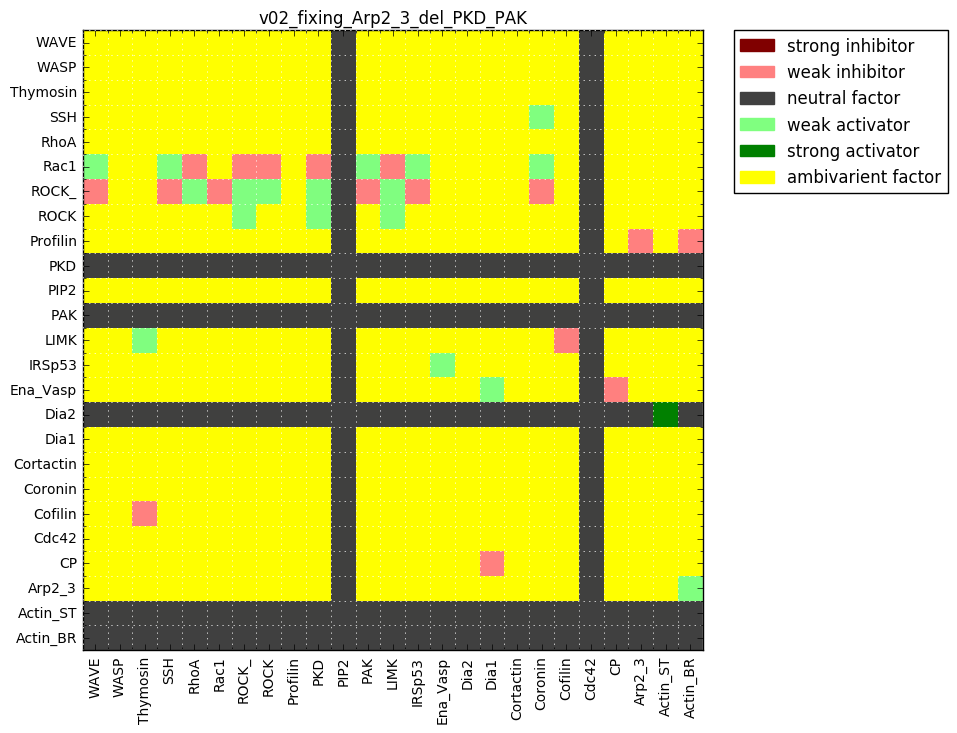 v02_fixing_Arp2_3_del_PKD_PAK
WAVE
WASP
Thymosin
SSH
RhoA
Rac1
ROCK_
ROCK
Profilin
PKD
PIP2
PAK
LIMK
IRSp53
Ena_Vasp
Dia2
Dia1
Cortactin
Coronin
Cofilin
Cdc42
CP
Arp2_3
Actin_ST
Actin_BR
WAVE
WASP
Thymosin
SSH
RhoA
Rac1
ROCK_
ROCK
Profilin
PKD
PIP2
PAK
LIMK
IRSp53
Ena_Vasp
Dia2
Dia1
Cortactin
Coronin
Cofilin
Cdc42
CP
Arp2_3
Actin_ST
Actin_BR
strong inhibitor
weak inhibitor
neutral factor
weak activator
strong activator
ambivarient factor